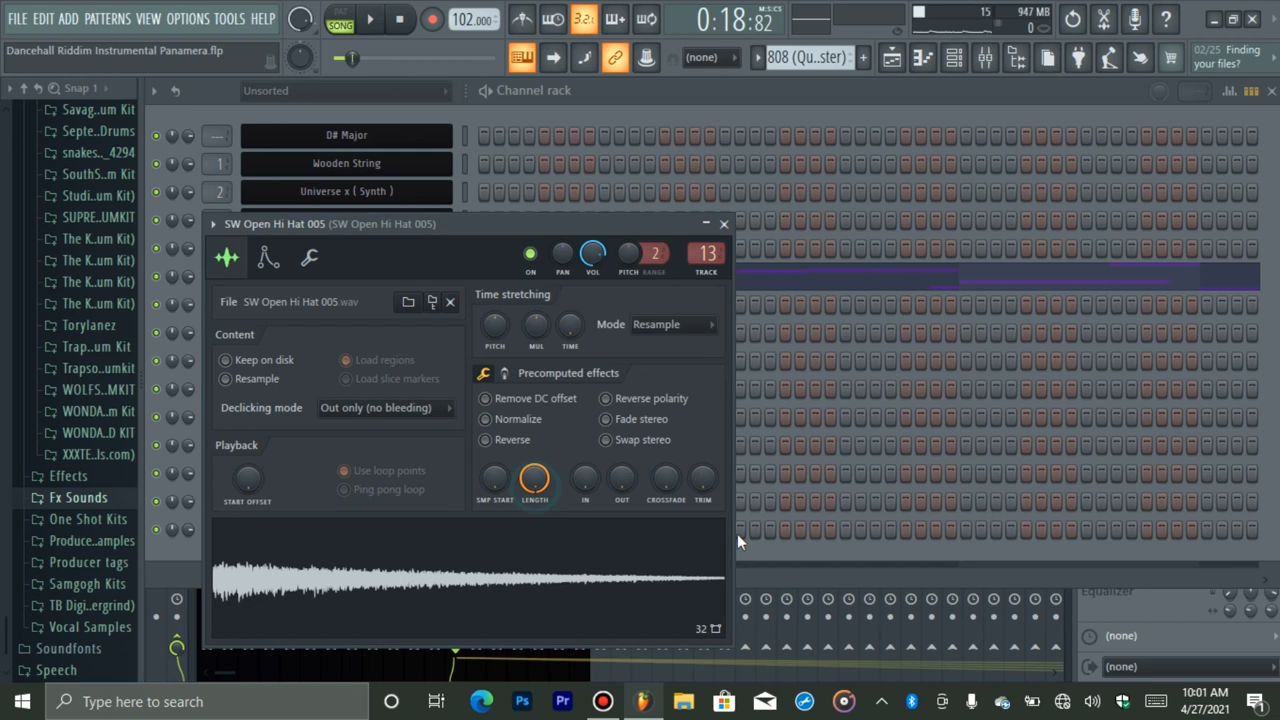 FILE EDIT ADD PATTERNS VIEW OPTIONS TOOLS HELP
PAT
SONG
102.000
3.2.
0:18:82
M:S:CS
15
947 MB
0
Dancehall Riddim Instrumental Panamera.flp
(none)
808 (Qu..ster)
02/25 Finding
your files?
Snap 1
Unsorted
Channel rack
Savag..um Kit
Septe..Drums
snakes.._4294
SouthS..m Kit
Studi..um Kit)
SUPRE..UMKIT
The K..um Kit)
The K..um Kit)
The K..um Kit)
The K..um Kit)
Torylanez
Trap..um Kit
Trapso..umkit
WOLFS..MKIT
WONDA..m Kit
WONDA..D KIT
XXXTE..ls.com)
Effects
Fx Sounds
One Shot Kits
Produce..amples
Producer tags
Samgogh Kits
TB Digi..ergrind)
Vocal Samples
Soundfonts
Speech
---
D# Major
1
Wooden String
2
Universe x ( Synth )
SW Open Hi Hat 005 (SW Open Hi Hat 005)
ON
PAN
VOL
PITCH
RANGE
2
13
TRACK
File
SW Open Hi Hat 005.wav
Content
Keep on disk
Load regions
Resample
Load slice markers
Declicking mode
Out only (no bleeding)
Playback
START OFFSET
Use loop points
Ping pong loop
Time stretching
PITCH
MUL
TIME
Mode
Resample
Precomputed effects
Remove DC offset
Reverse polarity
Normalize
Fade stereo
Reverse
Swap stereo
SMP START
LENGTH
IN
OUT
CROSSFADE
TRIM
32
Equalizer
(none)
(none)
Type here to search
10:01 AM
4/27/2021
1